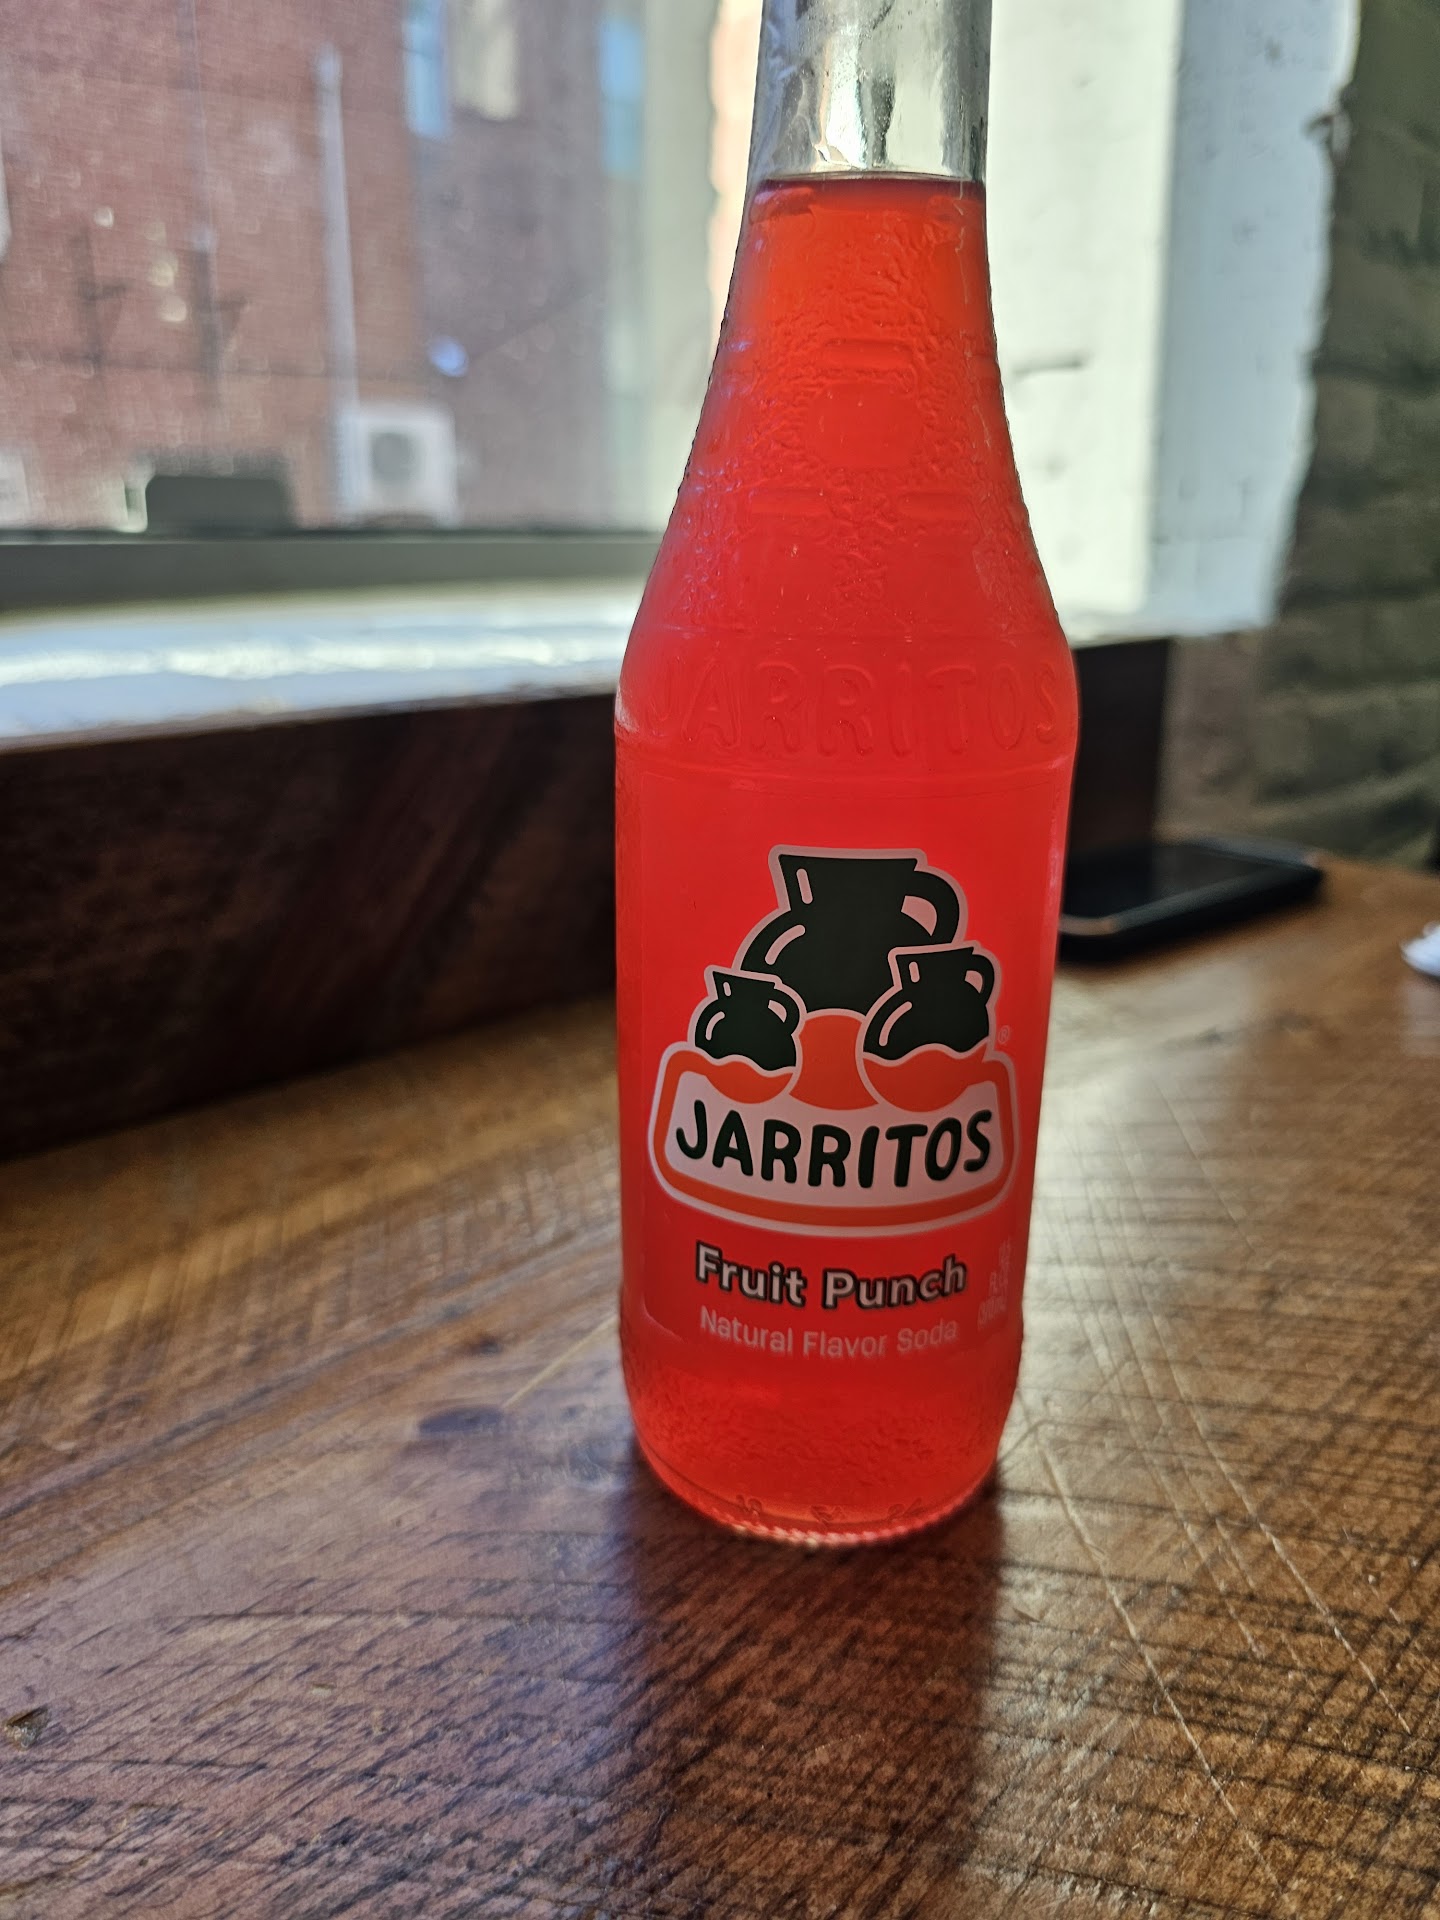 JARRITOS
®
JARRITOS
Fruit Punch
Natural Flavor Soda